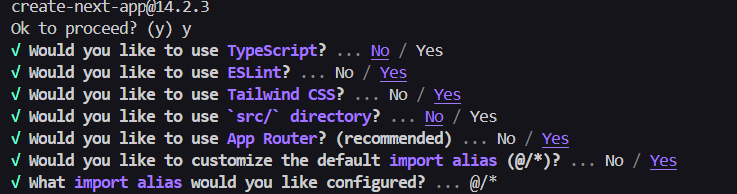 create-next-app@14.2.3
Ok to proceed? (y) y
√ Would you like to use TypeScript? ... No / Yes
√ Would you like to use ESLint? ... No / Yes
√ Would you like to use Tailwind CSS? ... No / Yes
√ Would you like to use `src/` directory? ... No / Yes
√ Would you like to use App Router? (recommended) ... No / Yes
√ Would you like to customize the default import alias (@/*)? ... No / Yes
√ What import alias would you like configured? ... @/*